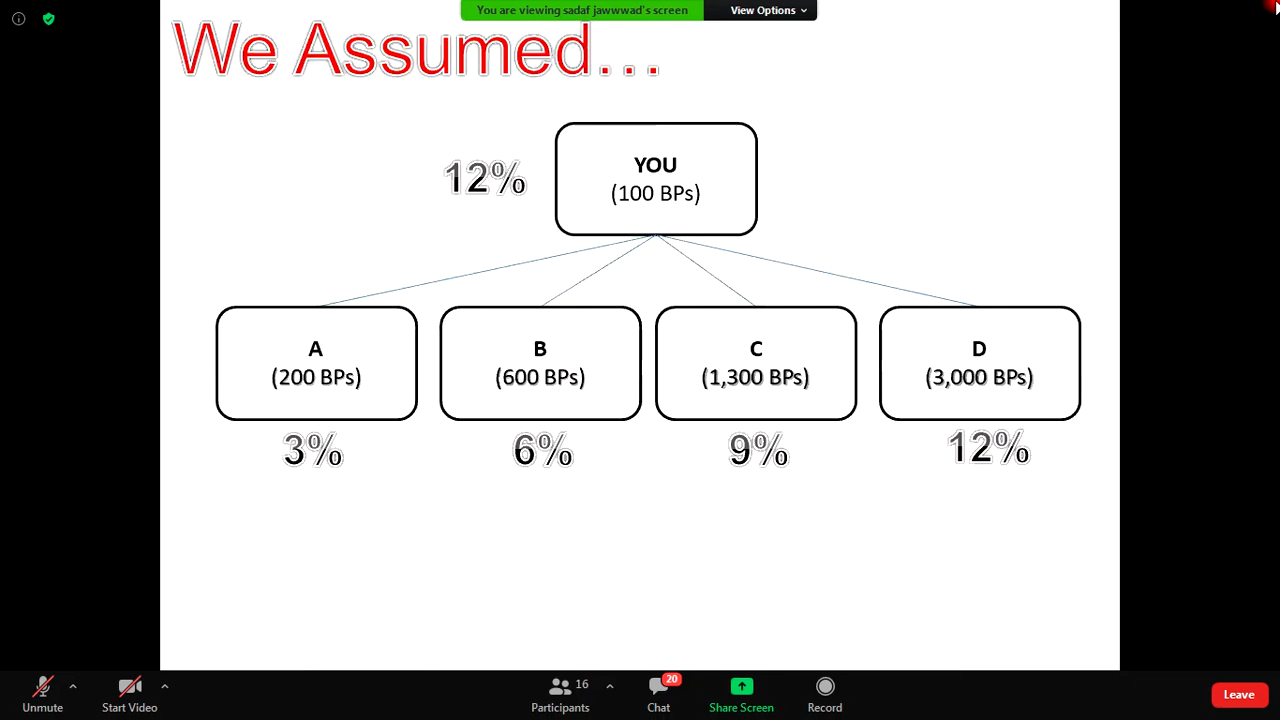 You are viewing sadaf jawwwad's screen
View Options
We Assumed...
12%
YOU
(100 BPs)
A
(200 BPs)
B
(600 BPs)
C
(1,300 BPs)
D
(3,000 BPs)
3%
6%
9%
12%
Unmute
Start Video
16
Participants
20
Chat
Share Screen
Record
Leave